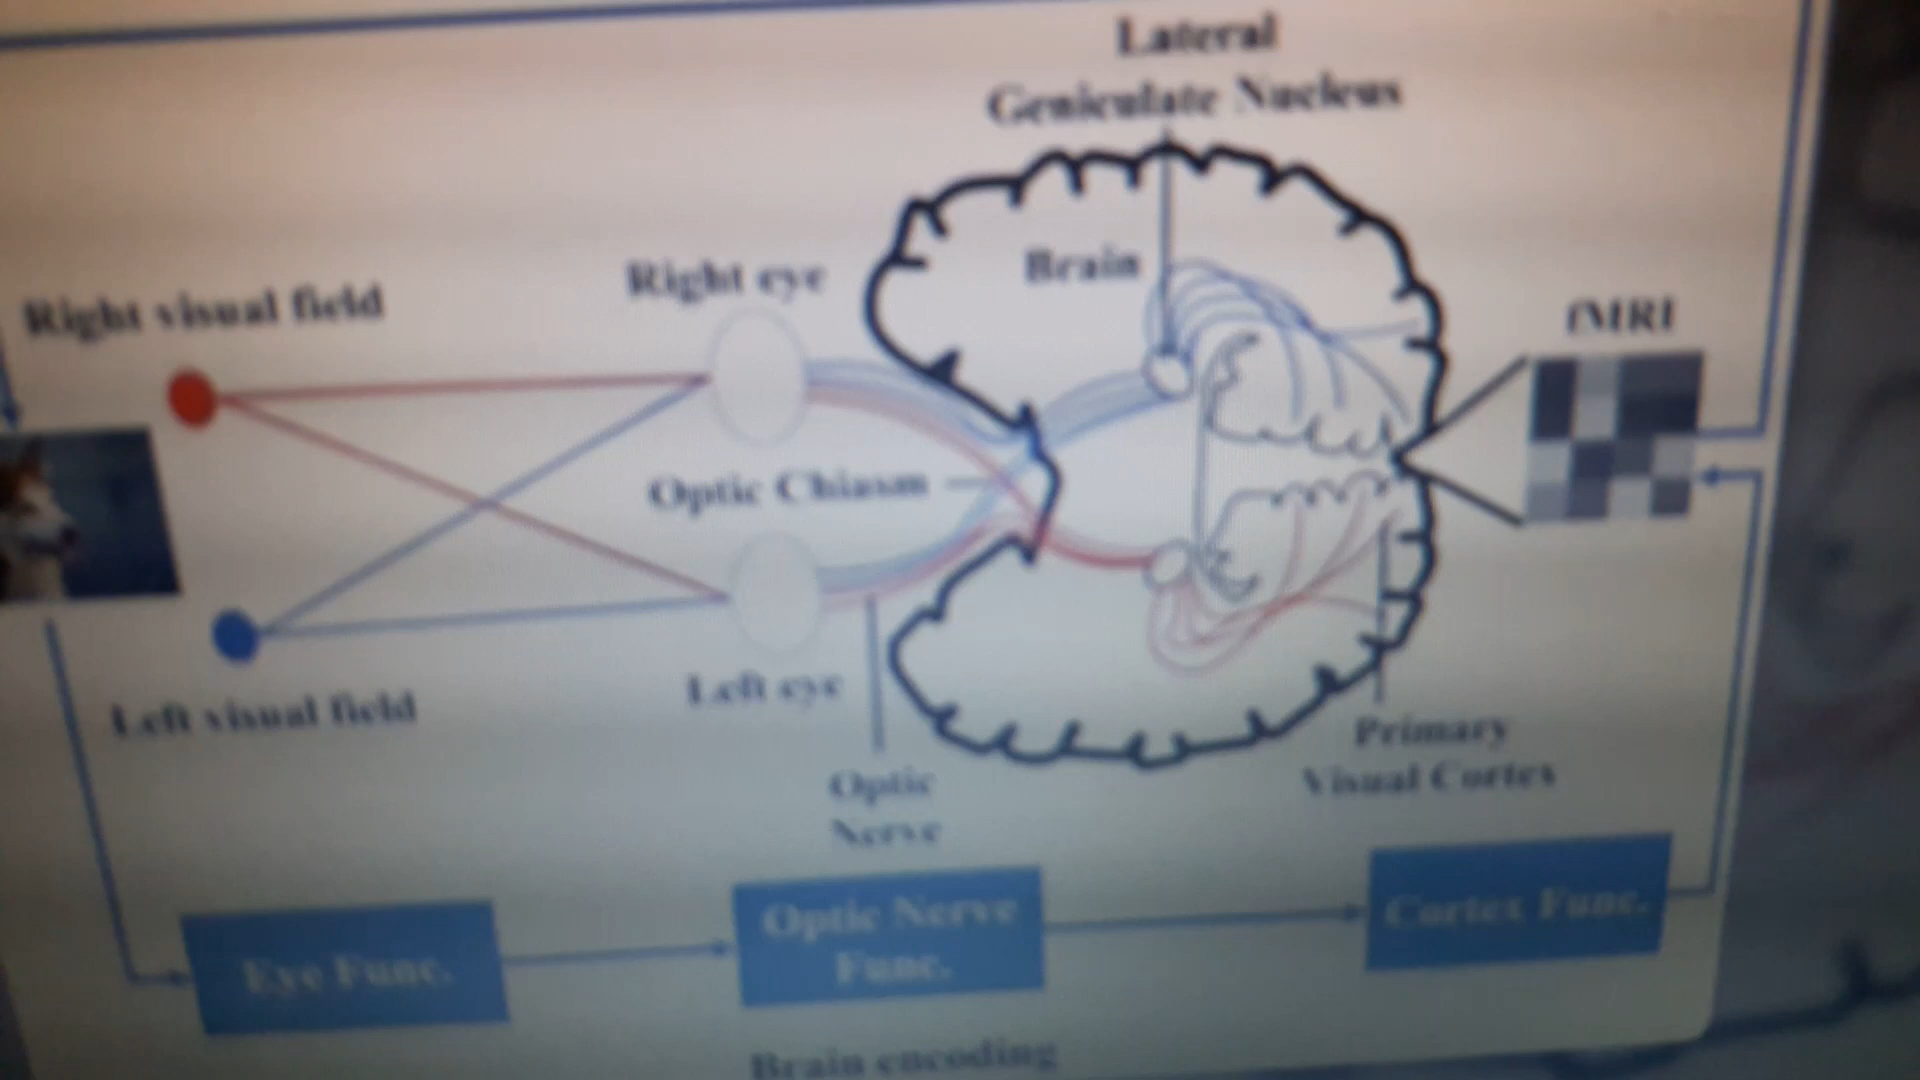 Lateral
Geniculate Nucleus
Brain
Right eye
Right visual field
fMRI
Optic Chiasm
Left eye
Left visual field
Primary
Visual Cortex
Optic
Nerve
Eye Func.
Optic Nerve
Func.
Cortex Func.
Brain encoding